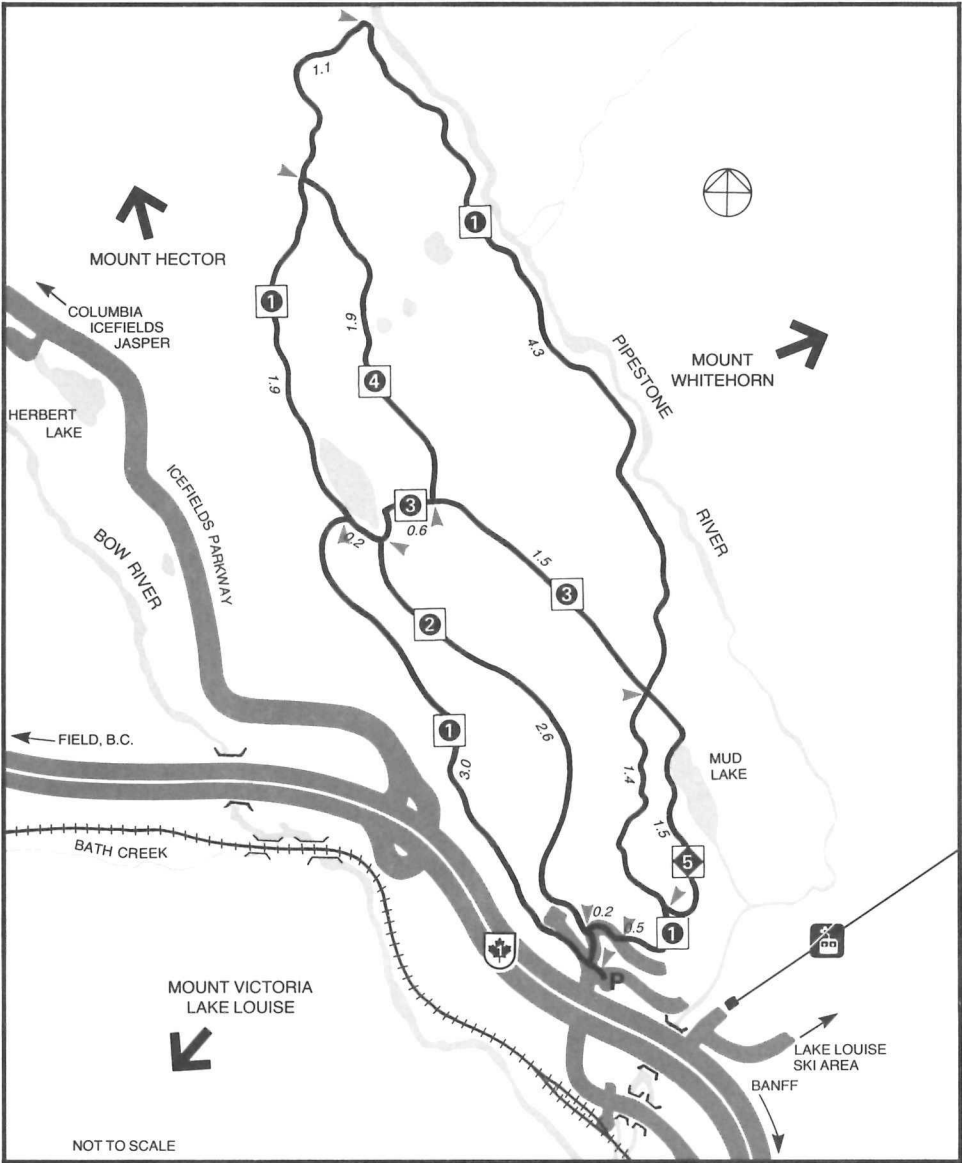 1.1
1
MOUNT HECTOR
1
COLUMBIA
ICEFIELDS
JASPER
1.9
4.3
PIPESTONE
MOUNT
WHITEHORN
4
1.9
HERBERT
LAKE
ICEFIELDS PARKWAY
3
0.6
0.2
RIVER
BOW RIVER
1.5
3
2
1
2.6
FIELD, B.C.
3.0
MUD
LAKE
1.4
1.5
BATH CREEK
5
0.2
0.5
1
1
P
MOUNT VICTORIA
LAKE LOUISE
LAKE LOUISE
SKI AREA
BANFF
NOT TO SCALE